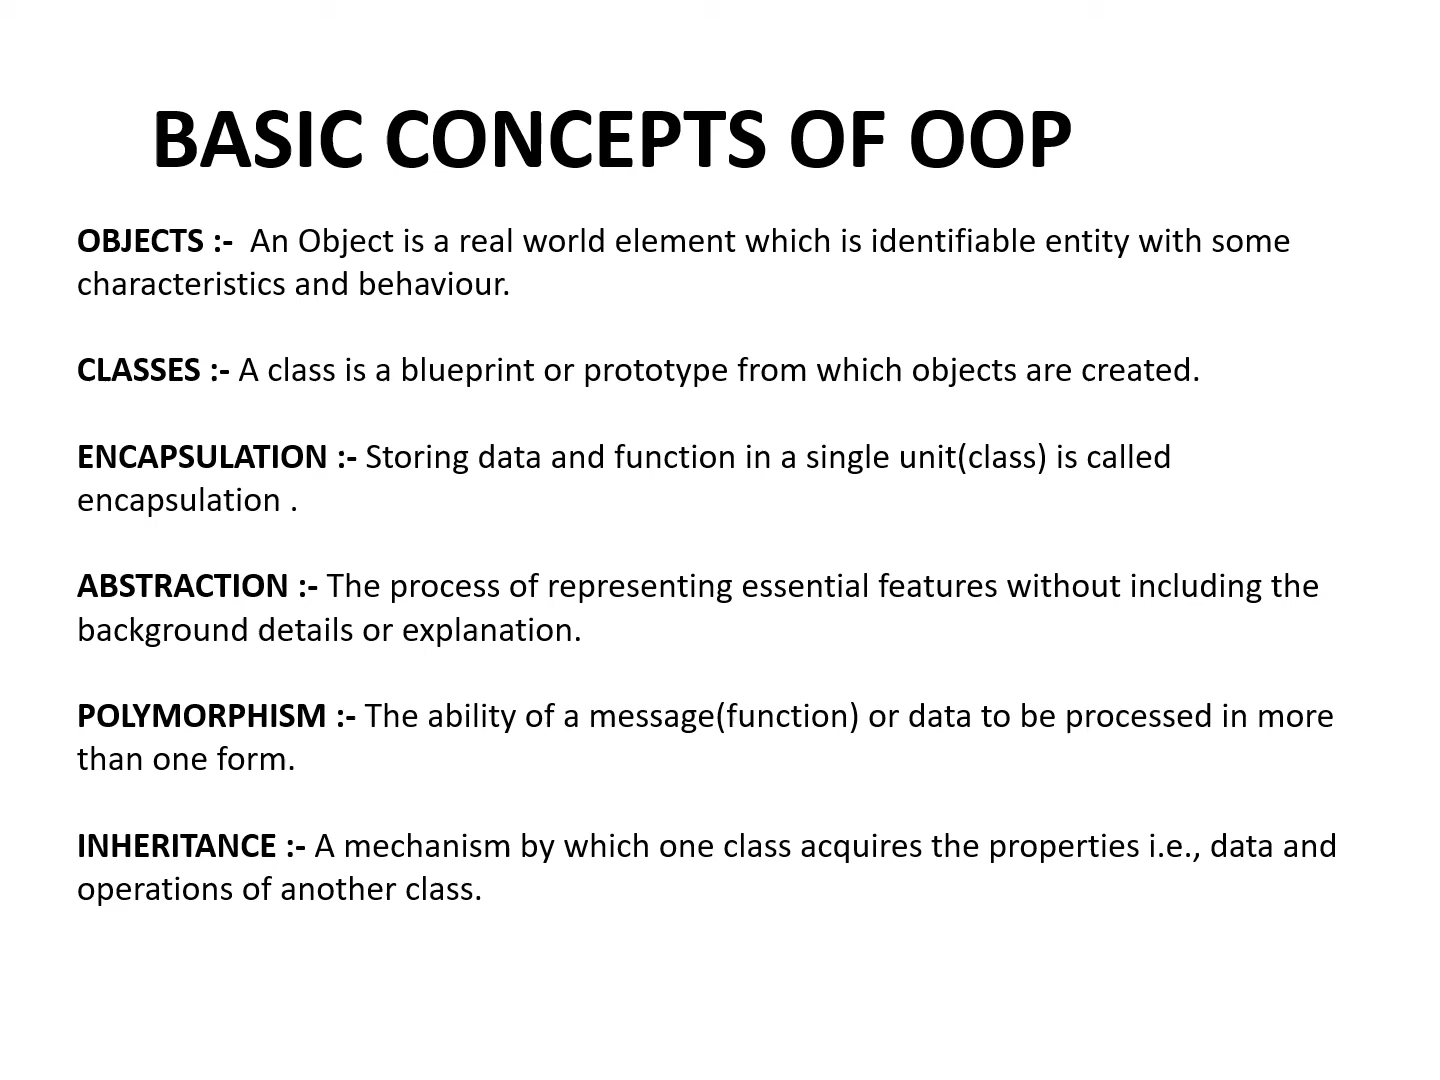 BASIC CONCEPTS OF OOP
OBJECTS :-  An Object is a real world element which is identifiable entity with some
characteristics and behaviour.
CLASSES :- A class is a blueprint or prototype from which objects are created.
ENCAPSULATION :- Storing data and function in a single unit(class) is called
encapsulation .
ABSTRACTION :- The process of representing essential features without including the
background details or explanation.
POLYMORPHISM :- The ability of a message(function) or data to be processed in more
than one form.
INHERITANCE :- A mechanism by which one class acquires the properties i.e., data and
operations of another class.